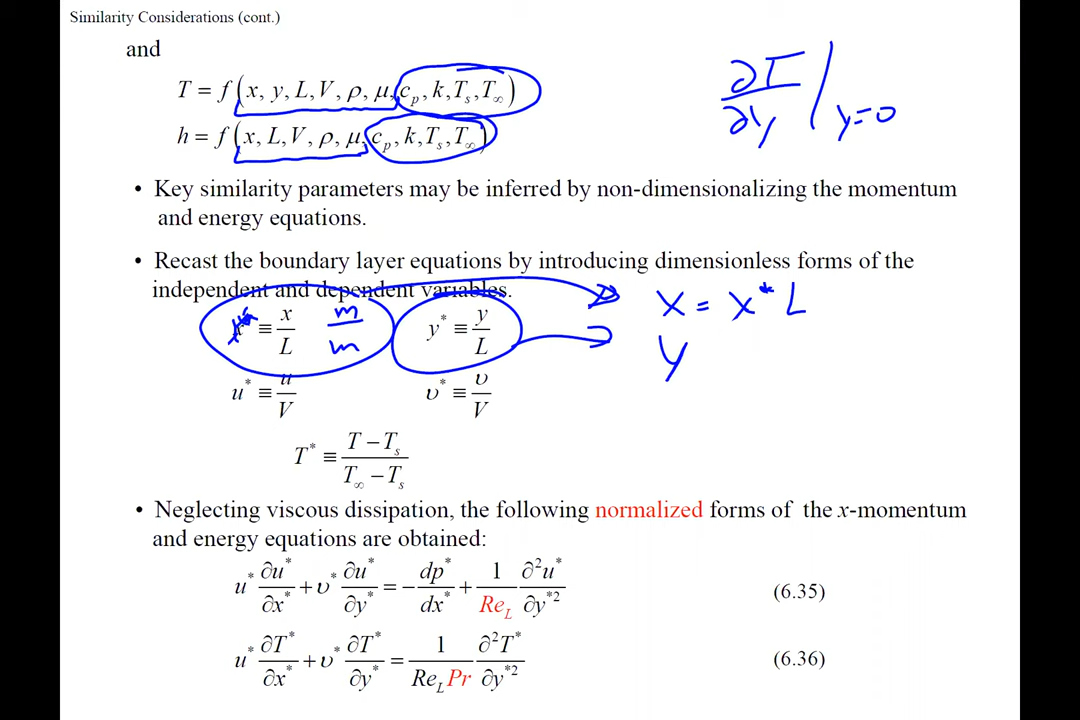 Similarity Considerations (cont.)
and
T = f(x, y, L, V, ρ, μ, c_p, k, T_s, T_∞)
∂T/∂y |_{y=0}
h = f(x, L, V, ρ, μ, c_p, k, T_s, T_∞)
• Key similarity parameters may be inferred by non-dimensionalizing the momentum
and energy equations.
• Recast the boundary layer equations by introducing dimensionless forms of the
independent and dependent variables.
x* ≡ x/L m/m y* ≡ y/L x = x* L
y
u* ≡ u/V υ* ≡ υ/V
T* ≡ (T − T_s)/(T_∞ − T_s)
• Neglecting viscous dissipation, the following normalized forms of the x-momentum
and energy equations are obtained:
u* ∂u*/∂x* + υ* ∂u*/∂y* = − dp*/dx* + 1/Re_L ∂²u*/∂y*² (6.35)
u* ∂T*/∂x* + υ* ∂T*/∂y* = 1/(Re_L Pr) ∂²T*/∂y*² (6.36)